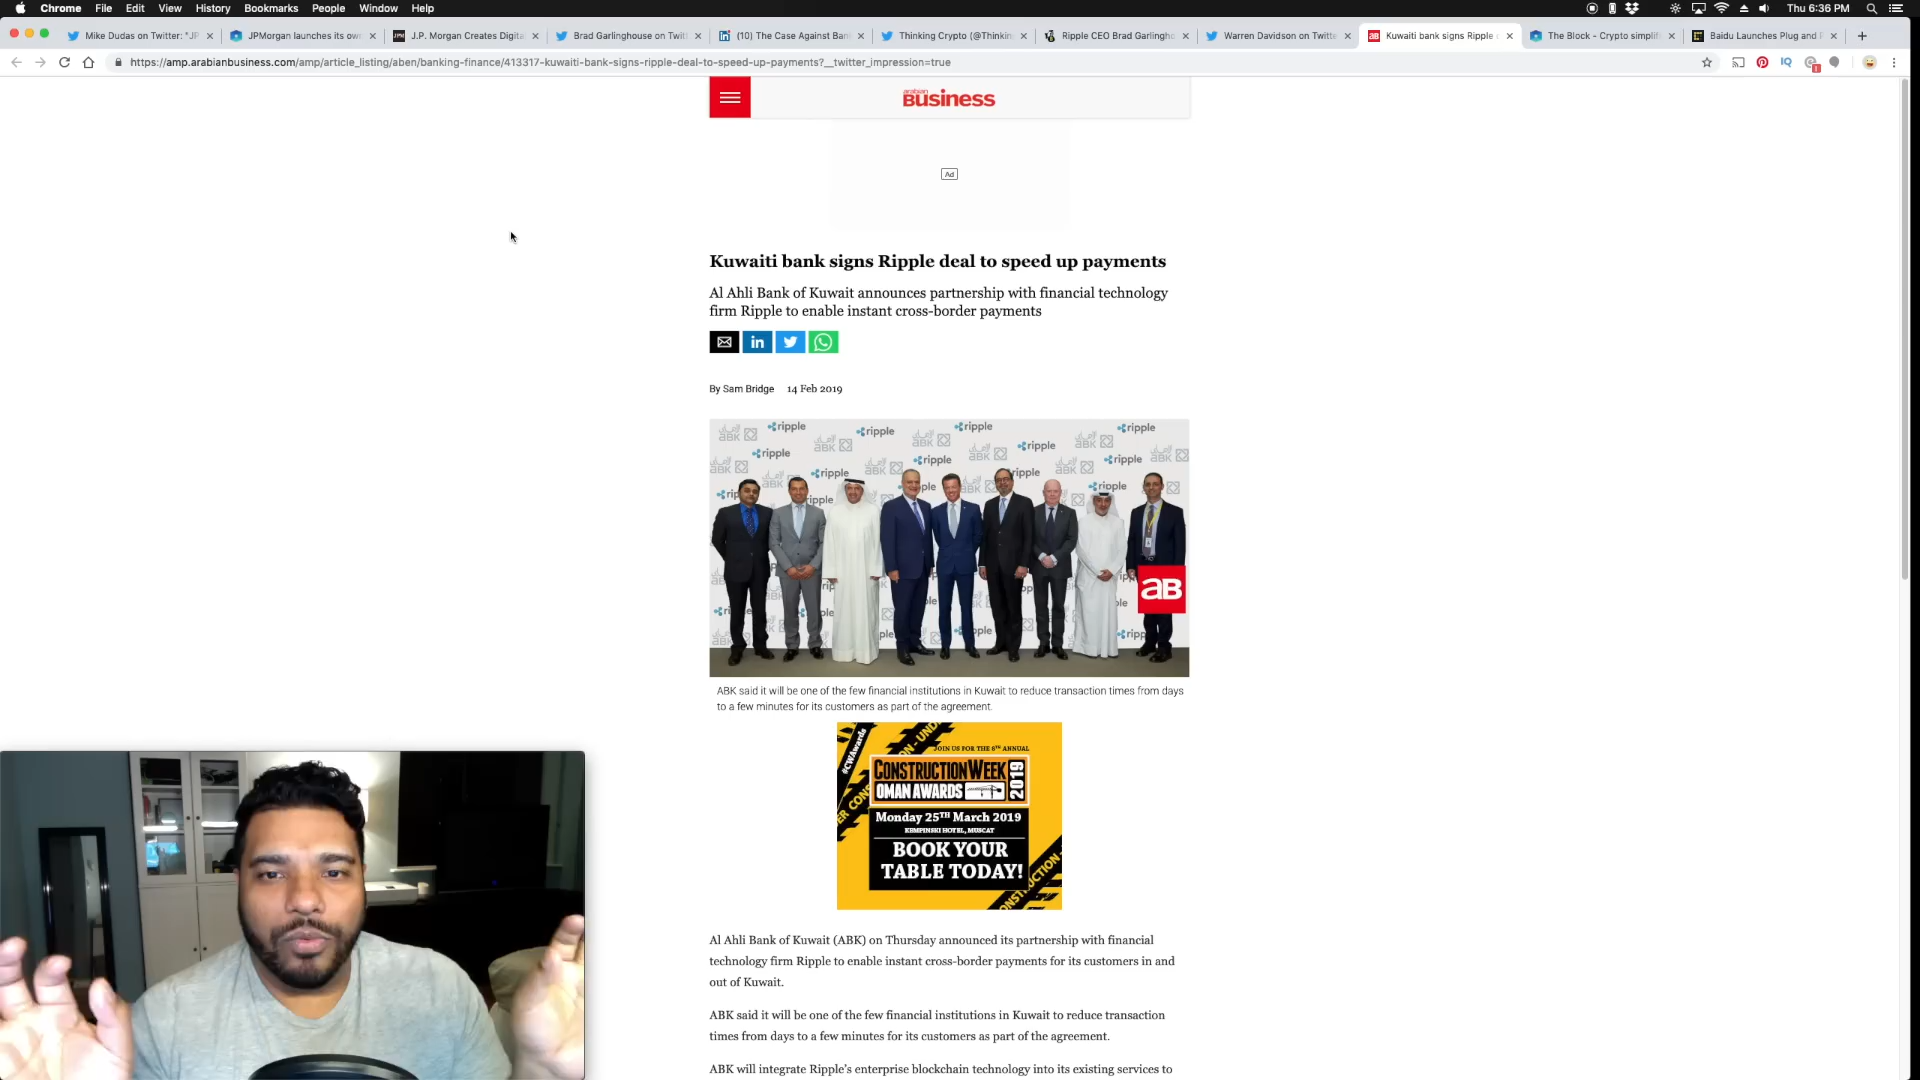 Chrome File Edit View History Bookmarks People Window Help
Thu 6:36 PM
Mike Dudas on Twitter: "JP
JPMorgan launches its own
J.P. Morgan Creates Digital
Brad Garlinghouse on Twitt
(10) The Case Against Ban
Thinking Crypto (@Thinkin
Ripple CEO Brad Garlingho
Warren Davidson on Twitte
Kuwaiti bank signs Ripple
The Block - Crypto simplifi
Baidu Launches Plug and P
https://amp.arabianbusiness.com/amp/article_listing/aben/banking-finance/413317-kuwaiti-bank-signs-ripple-deal-to-speed-up-payments?__twitter_impression=true
arabian
BUSINESS
Ad
Kuwaiti bank signs Ripple deal to speed up payments
Al Ahli Bank of Kuwait announces partnership with financial technology
firm Ripple to enable instant cross-border payments
By Sam Bridge 14 Feb 2019
ripple
ABK
aB
ABK said it will be one of the few financial institutions in Kuwait to reduce transaction times from days
to a few minutes for its customers as part of the agreement.
#CWAwards
JOIN US FOR THE 6TH ANNUAL
CONSTRUCTIONWEEK
OMAN AWARDS
2019
Monday 25TH March 2019
KEMPINSKI HOTEL, MUSCAT
BOOK YOUR
TABLE TODAY!
Al Ahli Bank of Kuwait (ABK) on Thursday announced its partnership with financial
technology firm Ripple to enable instant cross-border payments for its customers in and
out of Kuwait.
ABK said it will be one of the few financial institutions in Kuwait to reduce transaction
times from days to a few minutes for its customers as part of the agreement.
ABK will integrate Ripple's enterprise blockchain technology into its existing services to